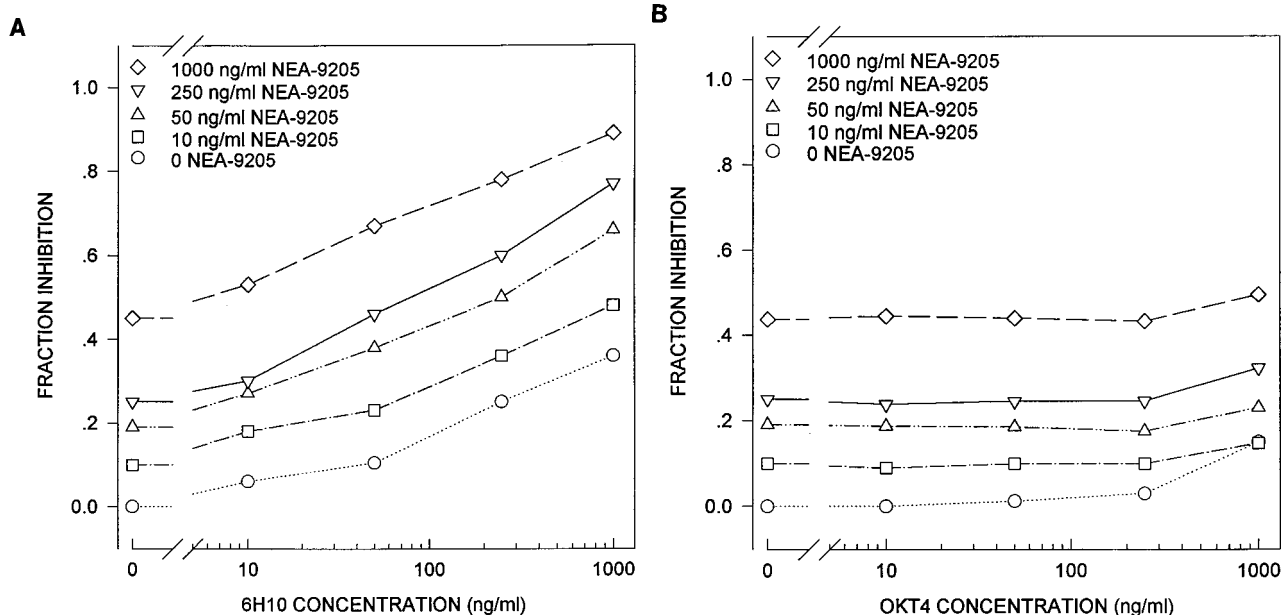 A
1000 ng/ml NEA-9205
250 ng/ml NEA-9205
50 ng/ml NEA-9205
10 ng/ml NEA-9205
0 NEA-9205
FRACTION INHIBITION
1.0
.8
.6
.4
.2
0.0
0
10
100
1000
6H10 CONCENTRATION (ng/ml)
B
1000 ng/ml NEA-9205
250 ng/ml NEA-9205
50 ng/ml NEA-9205
10 ng/ml NEA-9205
0 NEA-9205
FRACTION INHIBITION
1.0
.8
.6
.4
.2
0.0
0
10
100
1000
OKT4 CONCENTRATION (ng/ml)